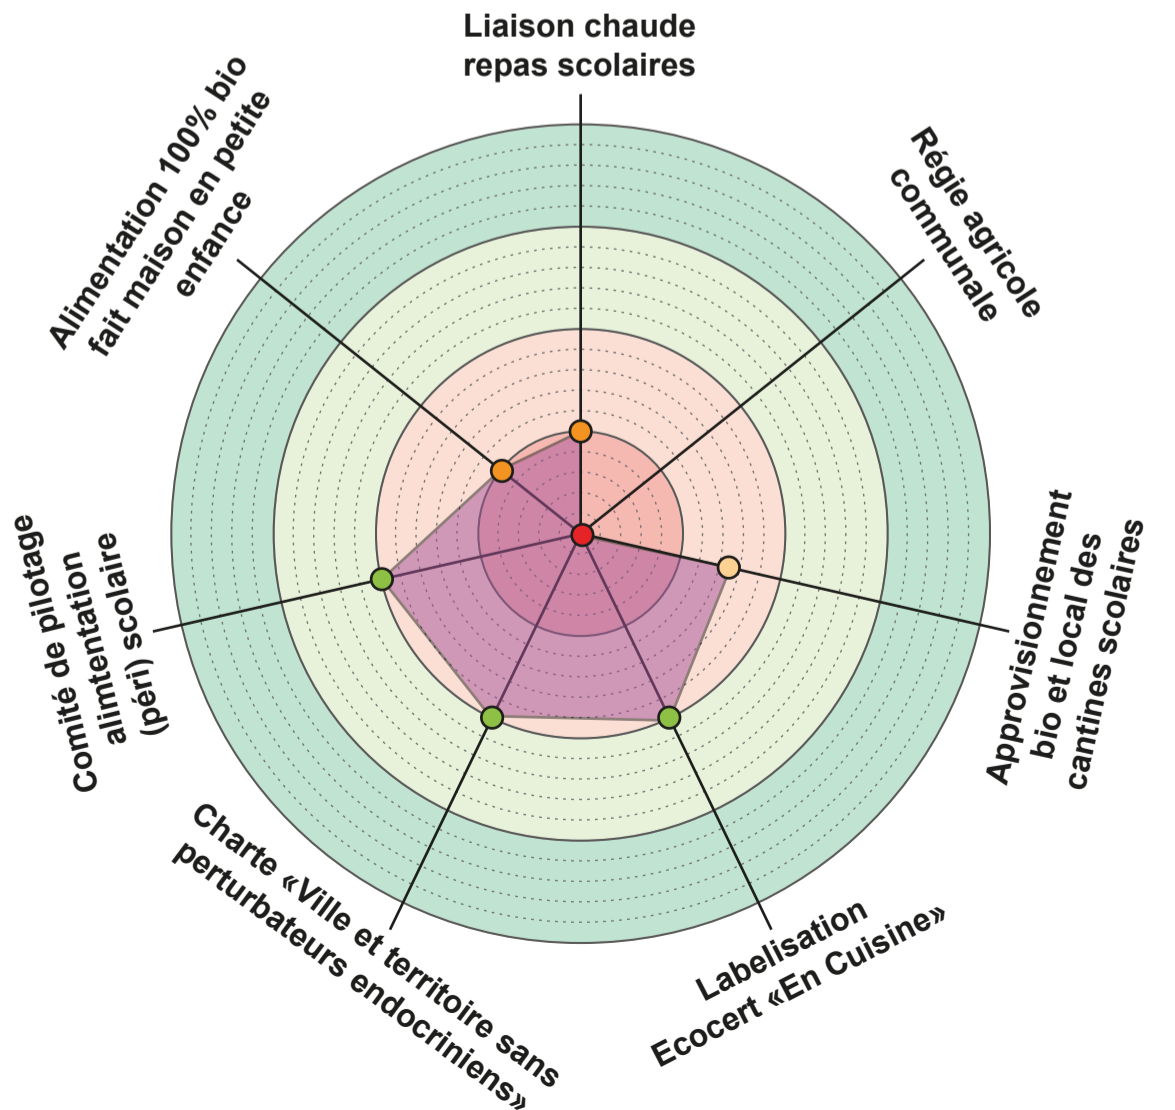 Liaison chaude
repas scolaires
Régie agricole
communale
Approvisionnement
bio et local des
cantines scolaires
Labelisation
Ecocert «En Cuisine»
Charte «Ville et territoire sans
perturbateurs endocriniens»
Comité de pilotage
alimtentation
(péri) scolaire
Alimentation 100% bio
fait maison en petite
enfance